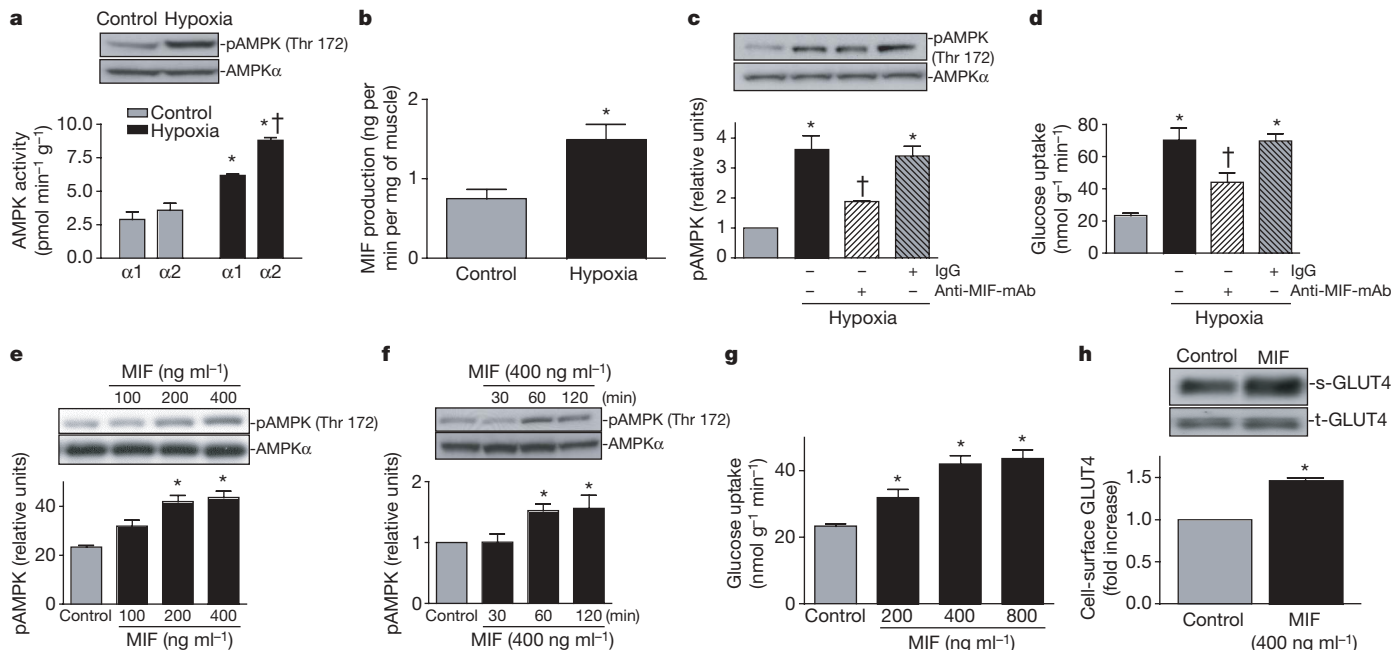 a
Control Hypoxia
-pAMPK (Thr 172)
-AMPKα
Control
Hypoxia
AMPK activity
(pmol min⁻¹ g⁻¹)
10.0
7.5
5.0
2.5
0
* *†
α1 α2 α1 α2
b
MIF production (ng per
min per mg of muscle)
2
1
0
*
Control Hypoxia
c
-pAMPK
(Thr 172)
-AMPKα
pAMPK (relative units)
5
4
3
2
1
0
* † *
– – + IgG
– + – Anti-MIF-mAb
Hypoxia
d
Glucose uptake
(nmol g⁻¹ min⁻¹)
80
60
40
20
0
* † *
– – + IgG
– + – Anti-MIF-mAb
Hypoxia
e
MIF (ng ml⁻¹)
100 200 400
-pAMPK (Thr 172)
-AMPKα
pAMPK (relative units)
40
20
0
* *
Control 100 200 400
MIF (ng ml⁻¹)
f
MIF (400 ng ml⁻¹)
30 60 120 (min)
-pAMPK (Thr 172)
-AMPKα
pAMPK (relative units)
2
1
0
* *
Control 30 60 120 (min)
MIF (400 ng ml⁻¹)
g
Glucose uptake
(nmol g⁻¹ min⁻¹)
40
20
0
* * *
Control 200 400 800
MIF (ng ml⁻¹)
h
Control MIF
-s-GLUT4
-t-GLUT4
Cell-surface GLUT4
(fold increase)
1.5
1.0
0.5
0.0
*
Control MIF
(400 ng ml⁻¹)